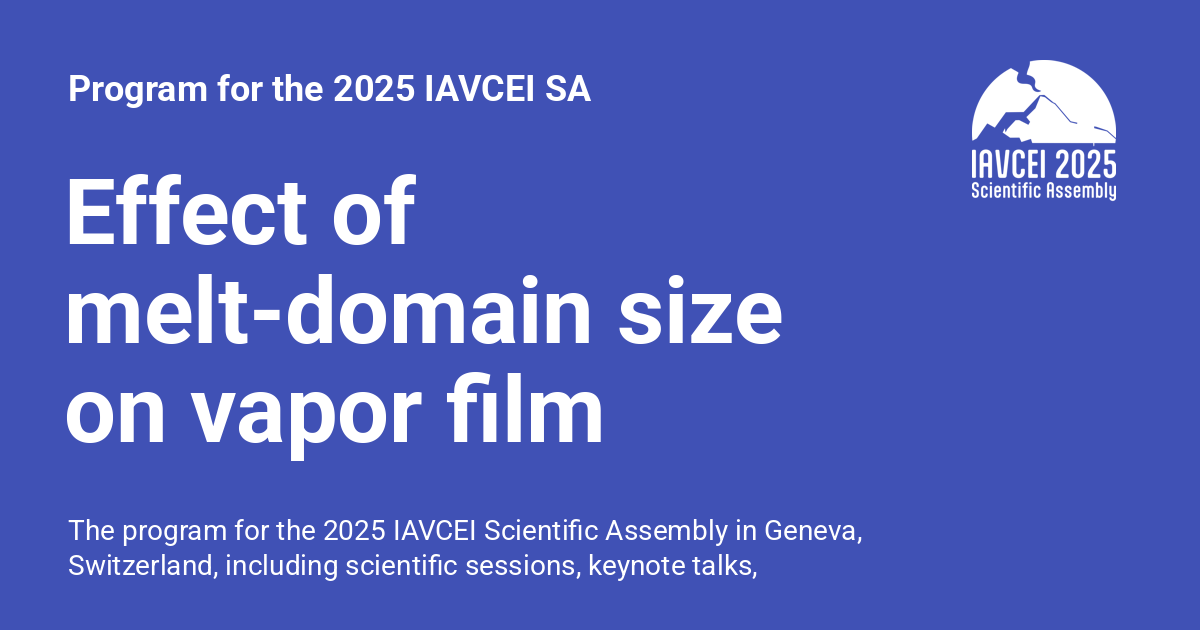 Program for the 2025 IAVCEI SA
IAVCEI 2025
Scientific Assembly
Effect of
melt-domain size
on vapor film
The program for the 2025 IAVCEI Scientific Assembly in Geneva,
Switzerland, including scientific sessions, keynote talks,